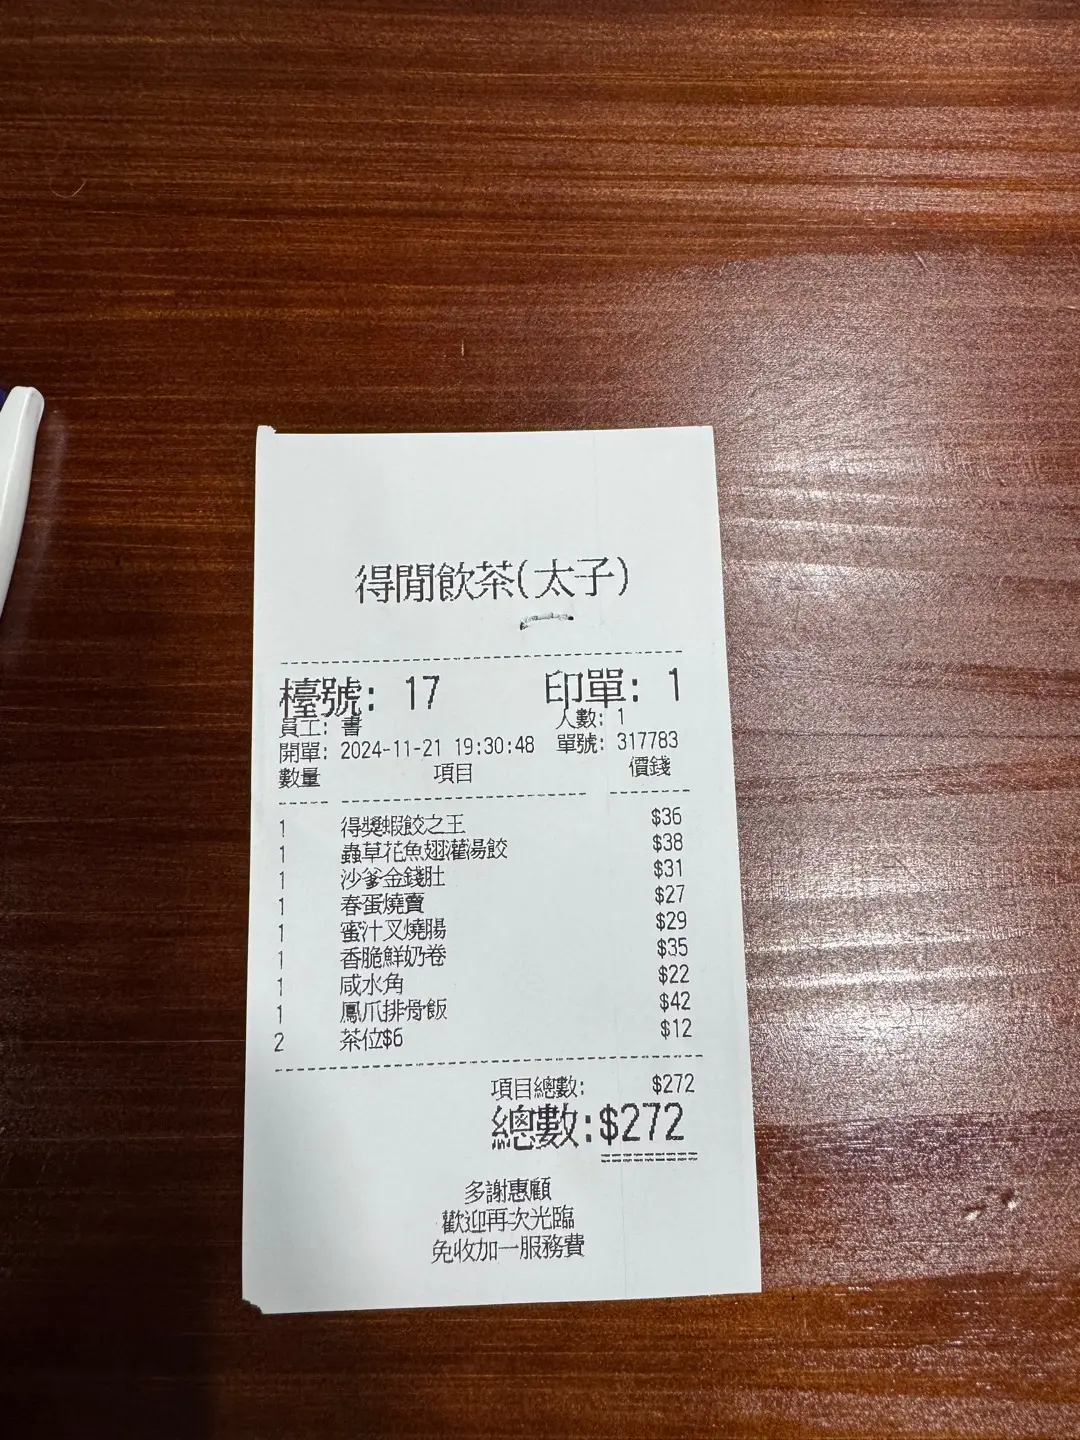 得閒飲茶(太子)
檯號: 17 印單: 1
員工: 書 人數: 1
開單: 2024-11-21 19:30:48 單號: 317783
數量 項目 價錢
1 得獎蝦餃之王 $36
1 蟲草花魚翅灌湯餃 $38
1 沙爹金錢肚 $31
1 春蛋燒賣 $27
1 蜜汁叉燒腸 $29
1 香脆鮮奶卷 $35
1 咸水角 $22
1 鳳爪排骨飯 $42
2 茶位$6 $12
項目總數: $272
總數:$272
多謝惠顧
歡迎再次光臨
免收加一服務費